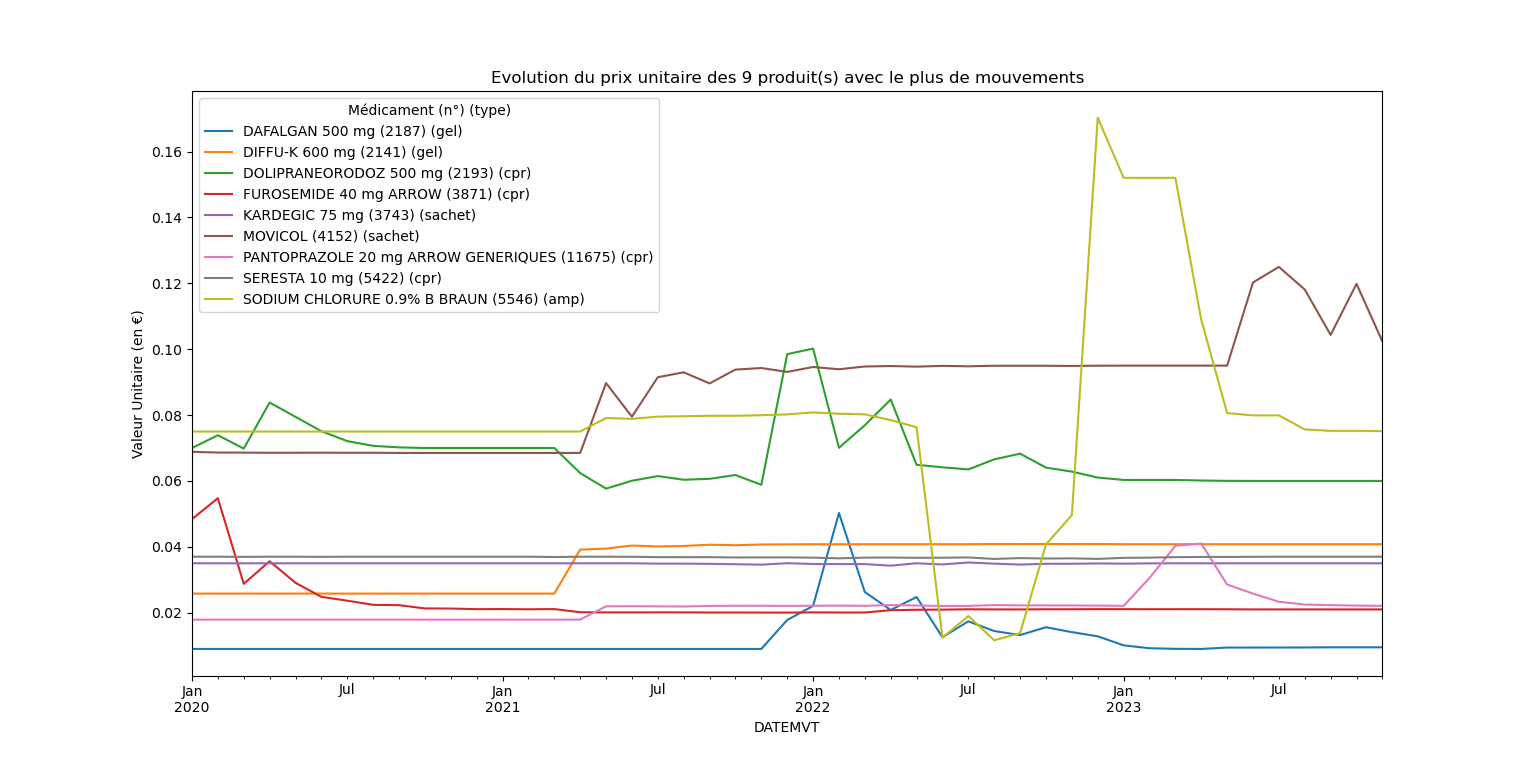 Evolution du prix unitaire des 9 produit(s) avec le plus de mouvements
Médicament (n°) (type)
DAFALGAN 500 mg (2187) (gel)
DIFFU-K 600 mg (2141) (gel)
DOLIPRANEORODOZ 500 mg (2193) (cpr)
FUROSEMIDE 40 mg ARROW (3871) (cpr)
KARDEGIC 75 mg (3743) (sachet)
MOVICOL (4152) (sachet)
PANTOPRAZOLE 20 mg ARROW GENERIQUES (11675) (cpr)
SERESTA 10 mg (5422) (cpr)
SODIUM CHLORURE 0.9% B BRAUN (5546) (amp)
Valeur Unitaire (en €)
0.16
0.14
0.12
0.10
0.08
0.06
0.04
0.02
Jan Jul Jan Jul Jan Jul Jan Jul
2020 2021 2022 2023
DATEMVT